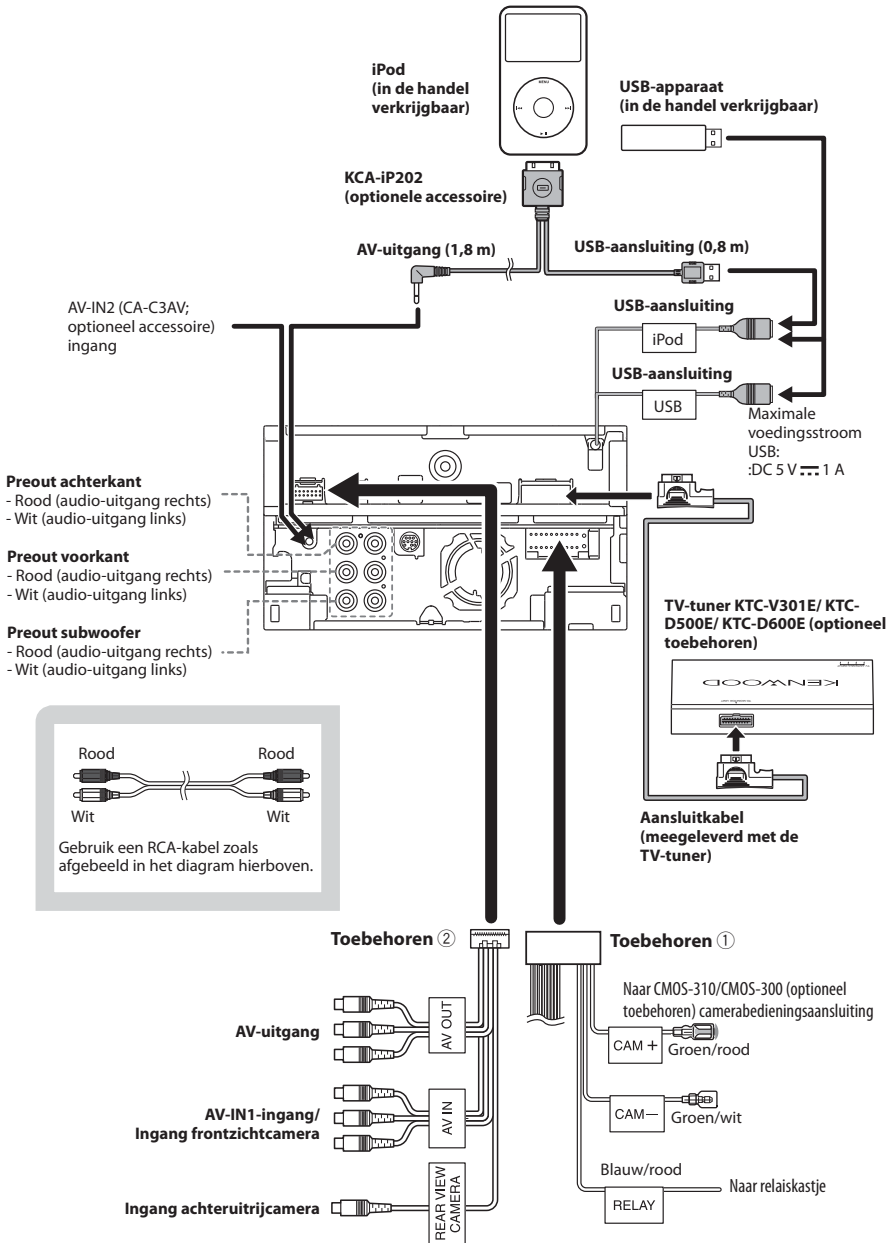 iPod
(in de handel
verkrijgbaar)
USB-apparaat
(in de handel verkrijgbaar)
MENU
KCA-iP202
(optionele accessoire)
AV-uitgang (1,8 m)
USB-aansluiting (0,8 m)
AV-IN2 (CA-C3AV;
optioneel accessoire)
ingang
USB-aansluiting
iPod
USB-aansluiting
USB
Maximale
voedingsstroom
USB:
:DC 5 V ⎓ 1 A
Preout achterkant
- Rood (audio-uitgang rechts)
- Wit (audio-uitgang links)
Preout voorkant
- Rood (audio-uitgang rechts)
- Wit (audio-uitgang links)
Preout subwoofer
- Rood (audio-uitgang rechts)
- Wit (audio-uitgang links)
TV-tuner KTC-V301E/ KTC-
D500E/ KTC-D600E (optioneel
toebehoren)
KENWOOD
Rood
Rood
Wit
Wit
Gebruik een RCA-kabel zoals
afgebeeld in het diagram hierboven.
Aansluitkabel
(meegeleverd met de
TV-tuner)
Toebehoren ②
Toebehoren ①
Naar CMOS-310/CMOS-300 (optioneel
toebehoren) camerabedieningsaansluiting
AV-uitgang
AV OUT
CAM +
Groen/rood
AV-IN1-ingang/
Ingang frontzichtcamera
AV IN
CAM—
Groen/wit
Ingang achteruitrijcamera
REAR VIEW
CAMERA
Blauw/rood
RELAY
Naar relaiskastje